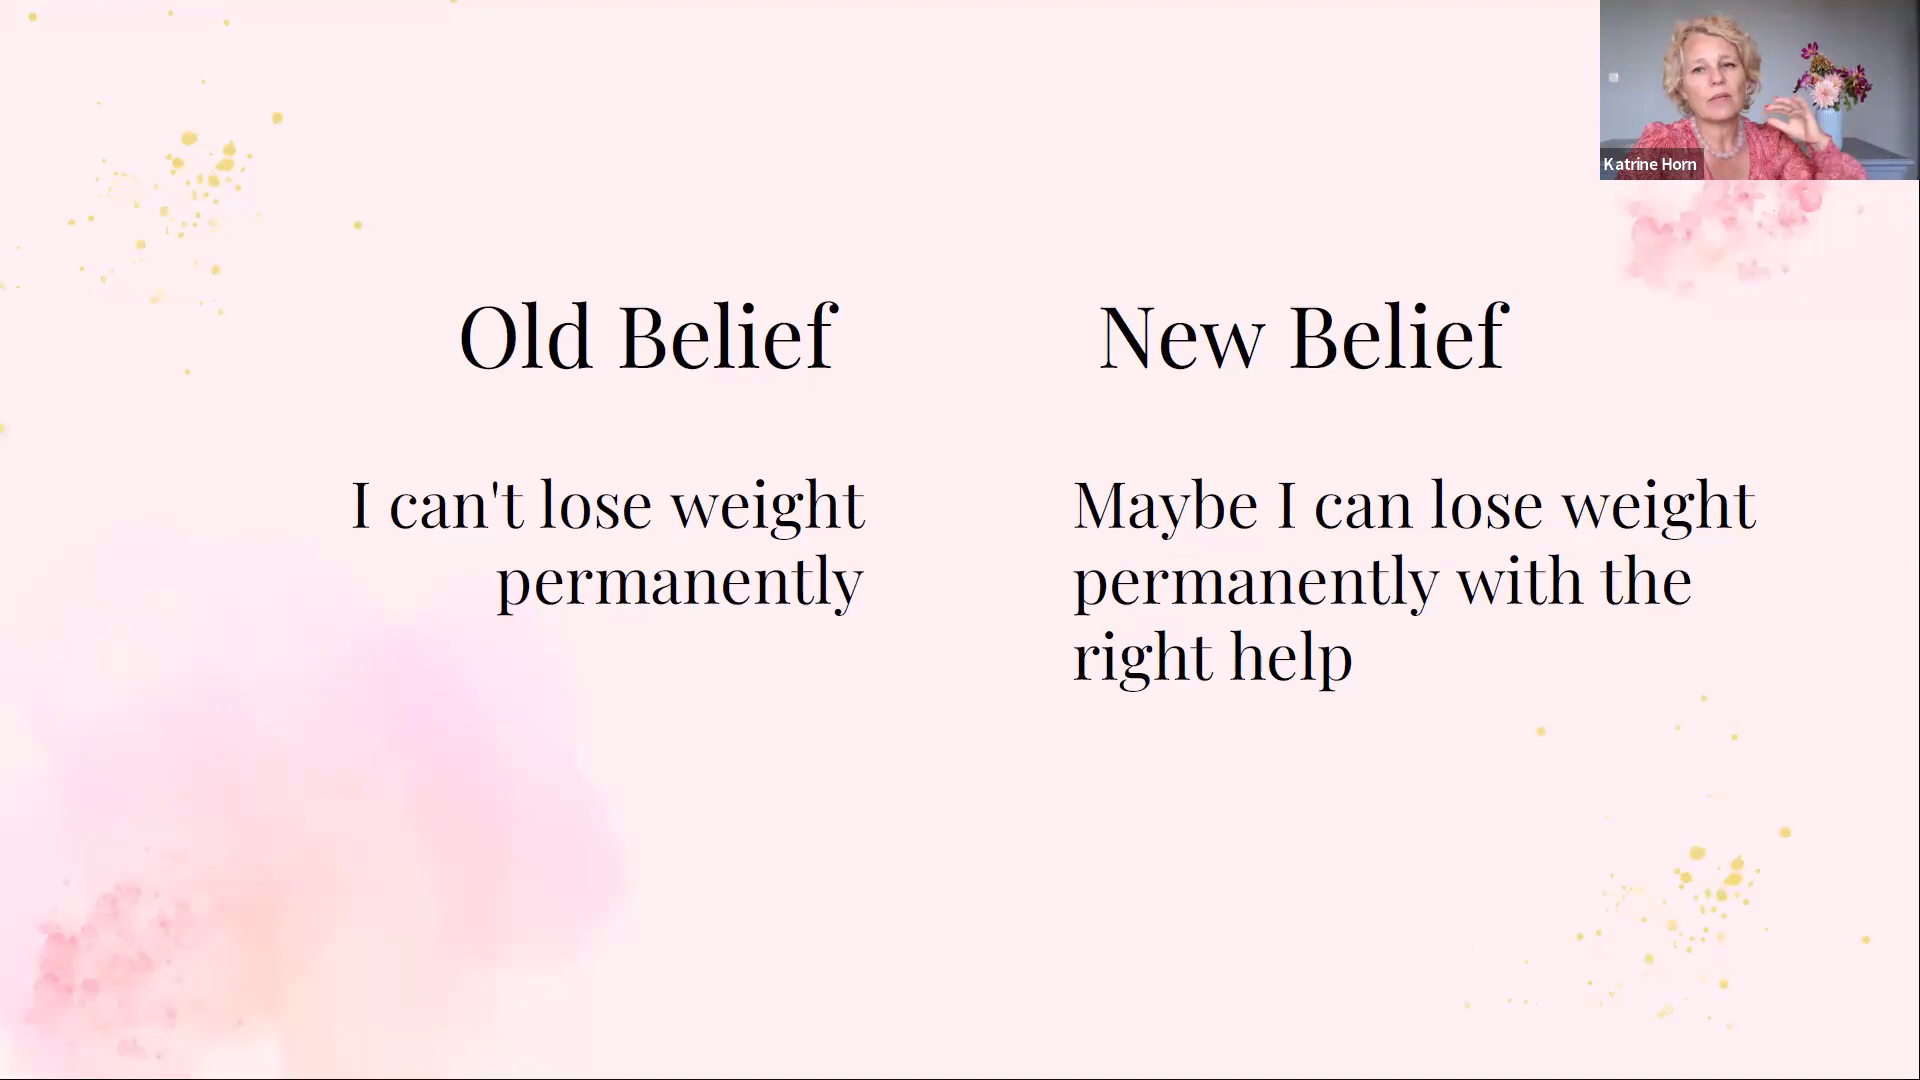 Katrine Horn
Old Belief
I can't lose weight
permanently
New Belief
Maybe I can lose weight
permanently with the
right help